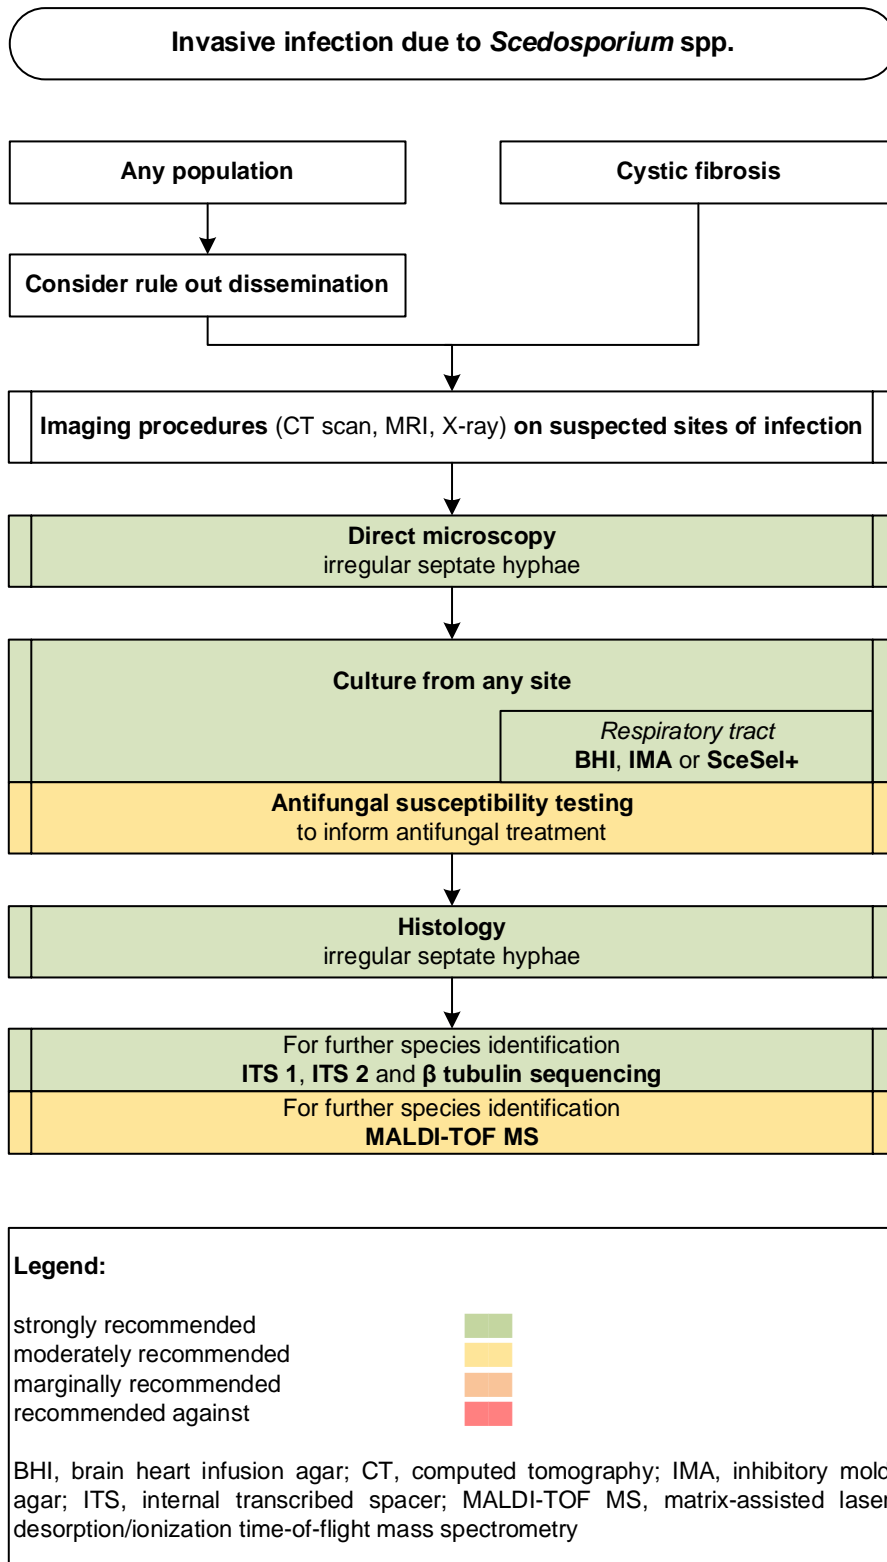 Invasive infection due to Scedosporium spp.
Any population
Cystic fibrosis
Consider rule out dissemination
Imaging procedures (CT scan, MRI, X-ray) on suspected sites of infection
Direct microscopy
irregular septate hyphae
Culture from any site
Respiratory tract
BHI, IMA or SceSel+
Antifungal susceptibility testing
to inform antifungal treatment
Histology
irregular septate hyphae
For further species identification
ITS 1, ITS 2 and β tubulin sequencing
For further species identification
MALDI-TOF MS
Legend:
strongly recommended
moderately recommended
marginally recommended
recommended against
BHI, brain heart infusion agar; CT, computed tomography; IMA, inhibitory mold
agar; ITS, internal transcribed spacer; MALDI-TOF MS, matrix-assisted laser
desorption/ionization time-of-flight mass spectrometry